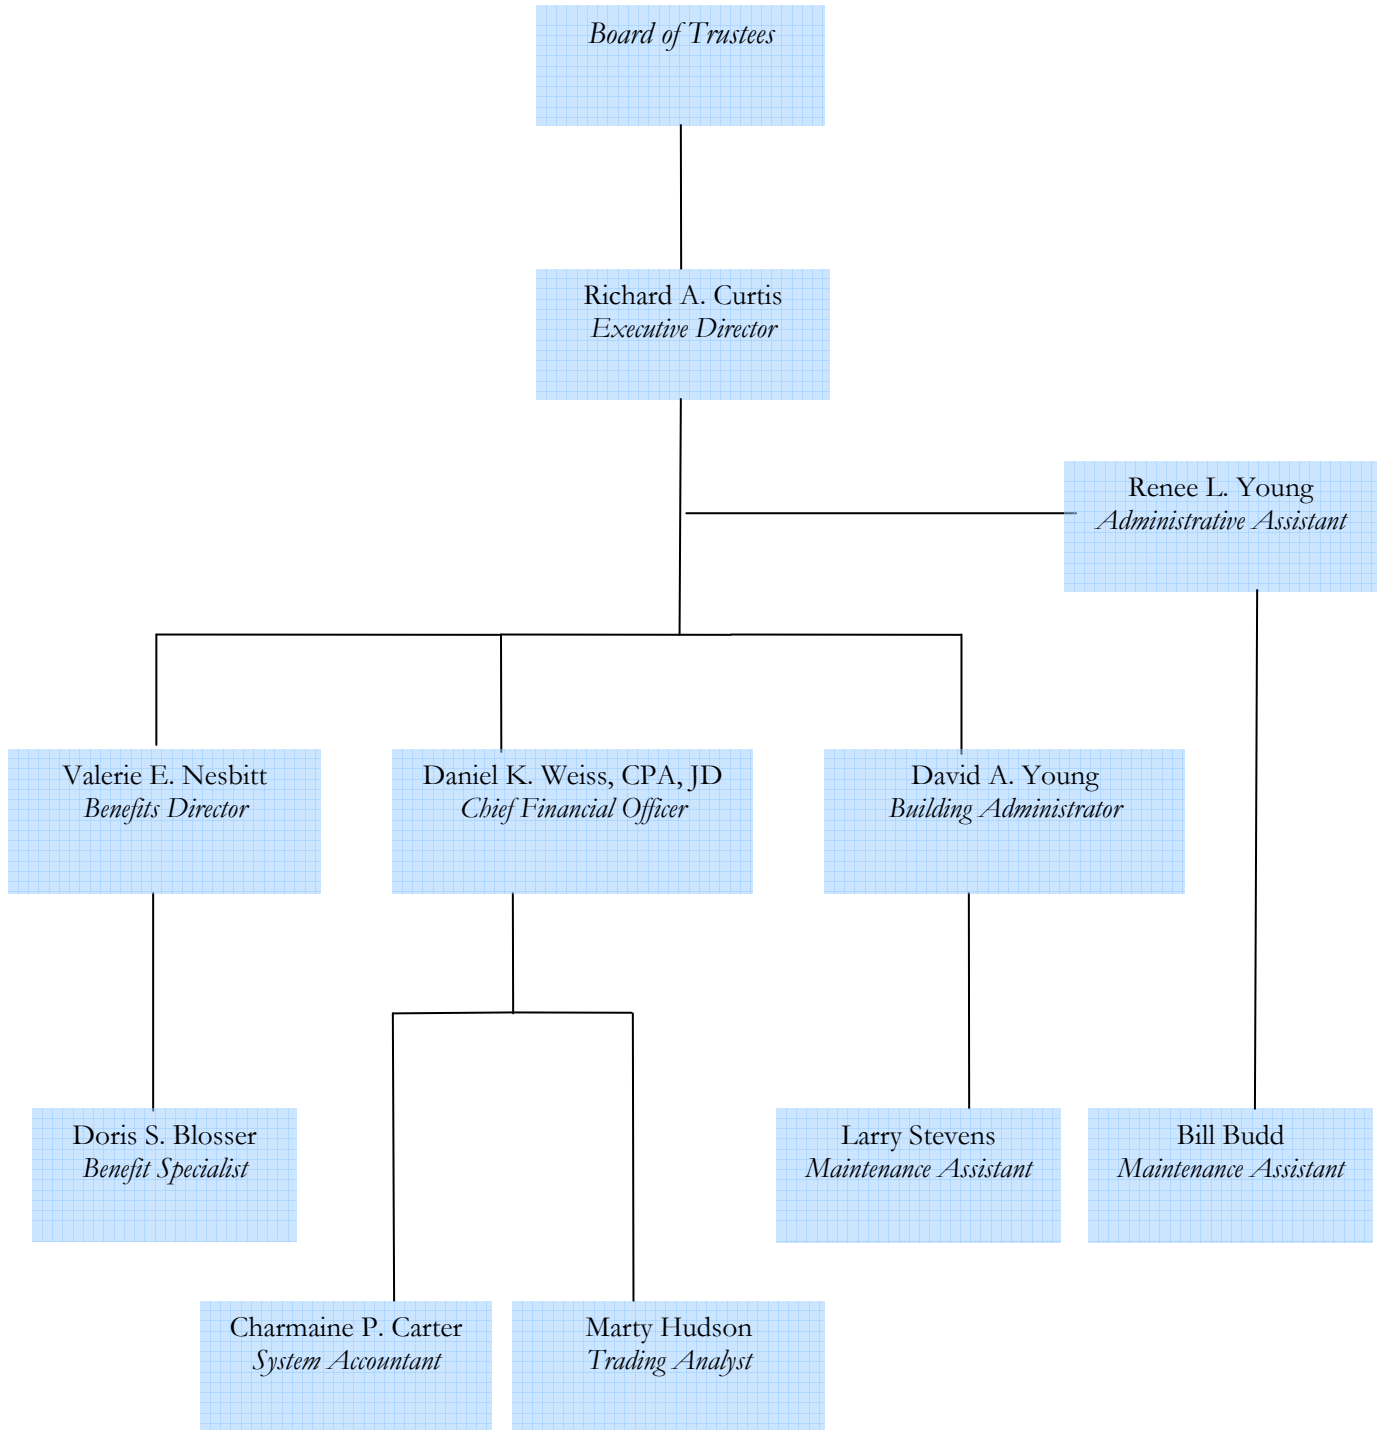 Board of Trustees
Richard A. Curtis
Executive Director
Renee L. Young
Administrative Assistant
Valerie E. Nesbitt
Benefits Director
Daniel K. Weiss, CPA, JD
Chief Financial Officer
David A. Young
Building Administrator
Doris S. Blosser
Benefit Specialist
Larry Stevens
Maintenance Assistant
Bill Budd
Maintenance Assistant
Charmaine P. Carter
System Accountant
Marty Hudson
Trading Analyst